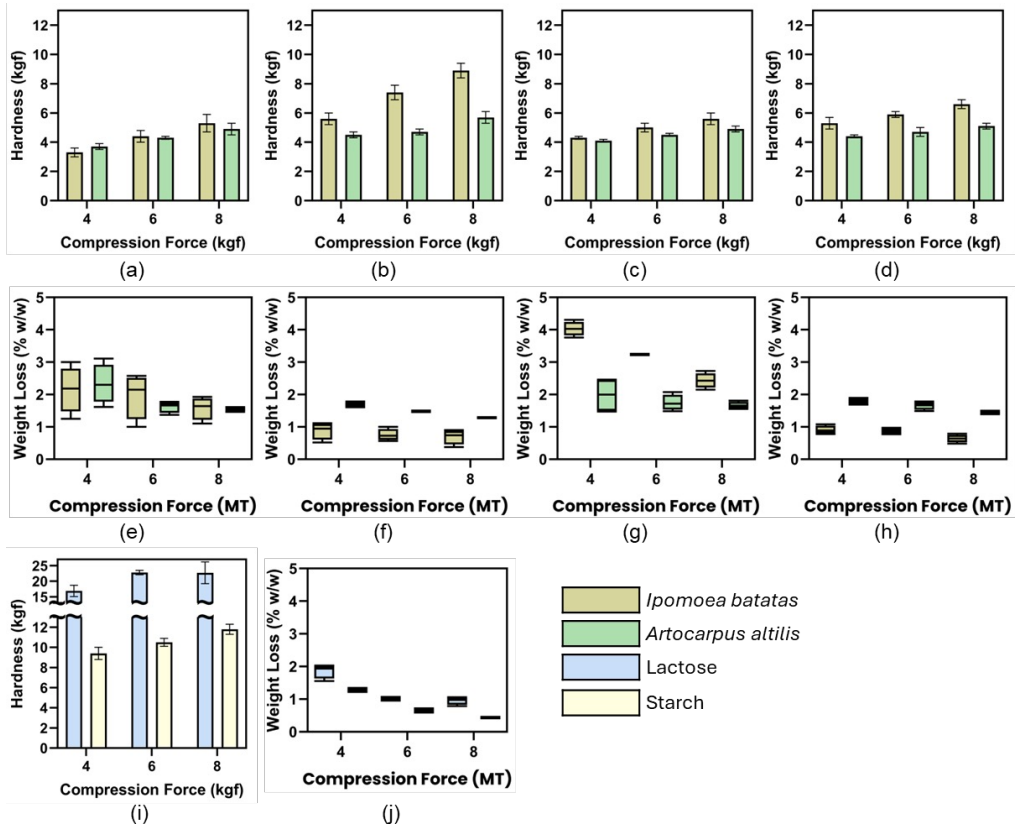 Hardness (kgf)
12
10
8
6
4
2
0
4 6 8
Compression Force (kgf)
(a)
Hardness (kgf)
12
10
8
6
4
2
0
4 6 8
Compression Force (kgf)
(b)
Hardness (kgf)
12
10
8
6
4
2
0
4 6 8
Compression Force (kgf)
(c)
Hardness (kgf)
12
10
8
6
4
2
0
4 6 8
Compression Force (kgf)
(d)
Weight Loss (% w/w)
5
4
3
2
1
0
4 6 8
Compression Force (MT)
(e)
Weight Loss (% w/w)
5
4
3
2
1
0
4 6 8
Compression Force (MT)
(f)
Weight Loss (% w/w)
5
4
3
2
1
0
4 6 8
Compression Force (MT)
(g)
Weight Loss (% w/w)
5
4
3
2
1
0
4 6 8
Compression Force (MT)
(h)
Hardness (kgf)
25
20
15
12
10
8
6
4
2
0
4 6 8
Compression Force (kgf)
(i)
Weight Loss (% w/w)
5
4
3
2
1
0
4 6 8
Compression Force (MT)
(j)
Ipomoea batatas
Artocarpus altilis
Lactose
Starch